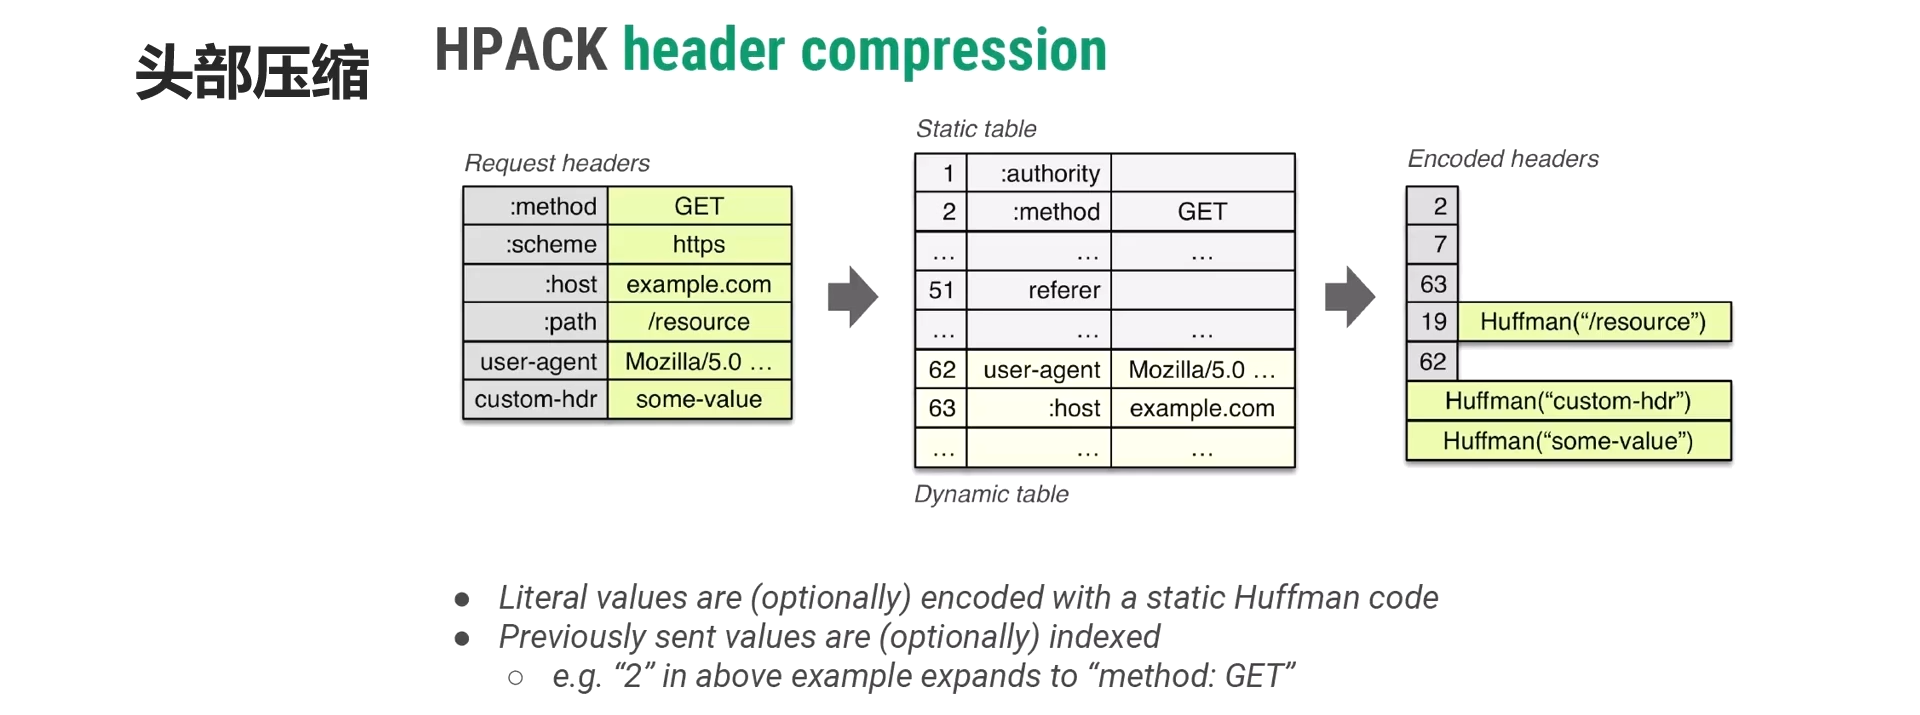 头部压缩
HPACK header compression
Request headers
:method GET
:scheme https
:host example.com
:path /resource
user-agent Mozilla/5.0 ...
custom-hdr some-value
Static table
1 :authority
2 :method GET
... ... ...
51 referer
... ... ...
62 user-agent Mozilla/5.0 ...
63 :host example.com
... ... ...
Dynamic table
Encoded headers
2
7
63
19 Huffman(“/resource”)
62
Huffman(“custom-hdr”)
Huffman(“some-value”)
● Literal values are (optionally) encoded with a static Huffman code
● Previously sent values are (optionally) indexed
○ e.g. “2” in above example expands to “method: GET”